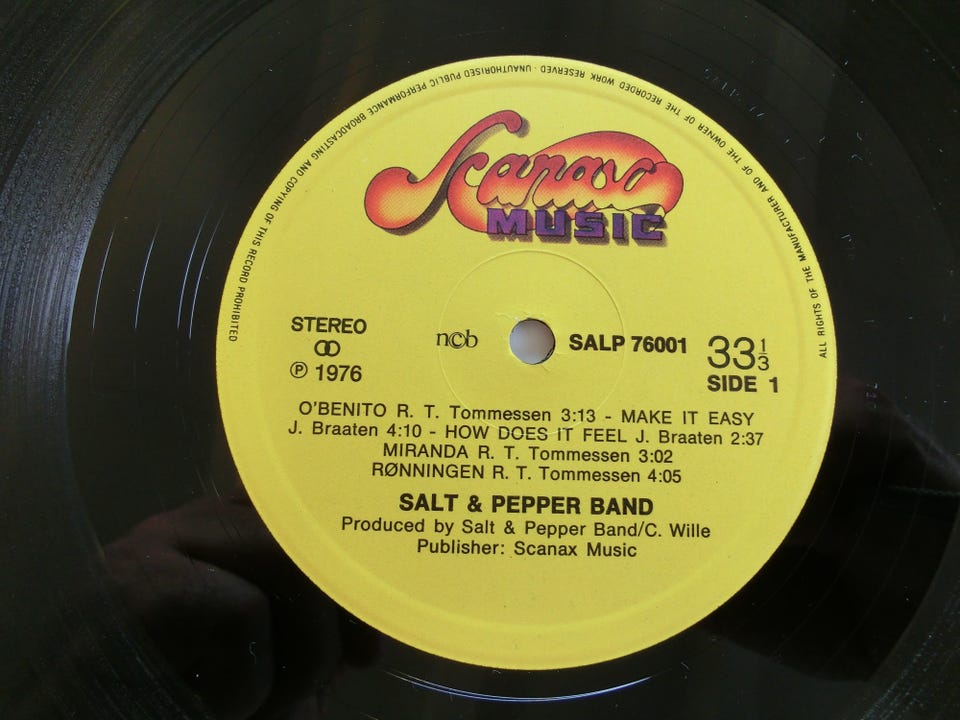 ALL RIGHTS OF THE MANUFACTURER AND OF THE OWNER OF THE RECORDED WORK RESERVED · UNAUTHORISED PUBLIC PERFORMANCE BROADCASTING AND COPYING OF THIS RECORD PROHIBITED
Scanax
MUSIC
STEREO
℗ 1976
ncb
SALP 76001
33 1/3
SIDE 1
O'BENITO R. T. Tommessen 3:13 - MAKE IT EASY
J. Braaten 4:10 - HOW DOES IT FEEL J. Braaten 2:37
MIRANDA R. T. Tommessen 3:02
RØNNINGEN R. T. Tommessen 4:05
SALT & PEPPER BAND
Produced by Salt & Pepper Band/C. Wille
Publisher: Scanax Music